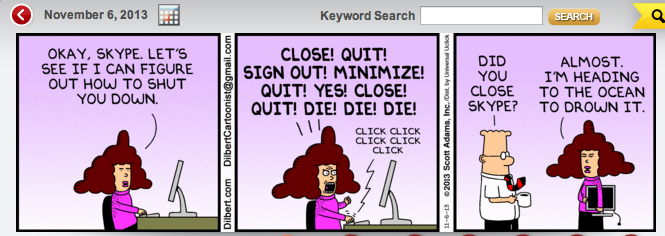 November 6, 2013
Keyword Search
SEARCH
OKAY, SKYPE. LET'S
SEE IF I CAN FIGURE
OUT HOW TO SHUT
YOU DOWN.
Dilbert.com DilbertCartoonist@gmail.com
CLOSE! QUIT!
SIGN OUT! MINIMIZE!
QUIT! YES! CLOSE!
QUIT! DIE! DIE! DIE!
CLICK CLICK
CLICK CLICK
CLICK
11-6-13 ©2013 Scott Adams, Inc. /Dist. by Universal Uclick
DID
YOU
CLOSE
SKYPE?
ALMOST.
I'M HEADING
TO THE OCEAN
TO DROWN IT.